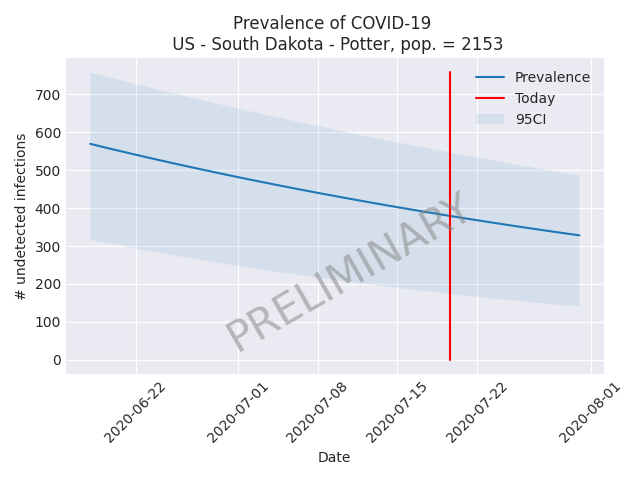 Prevalence of COVID-19
US - South Dakota - Potter, pop. = 2153
Prevalence
Today
95CI
700
600
500
400
300
200
100
0
# undetected infections
PRELIMINARY
2020-06-22
2020-07-01
2020-07-08
2020-07-15
2020-07-22
2020-08-01
Date